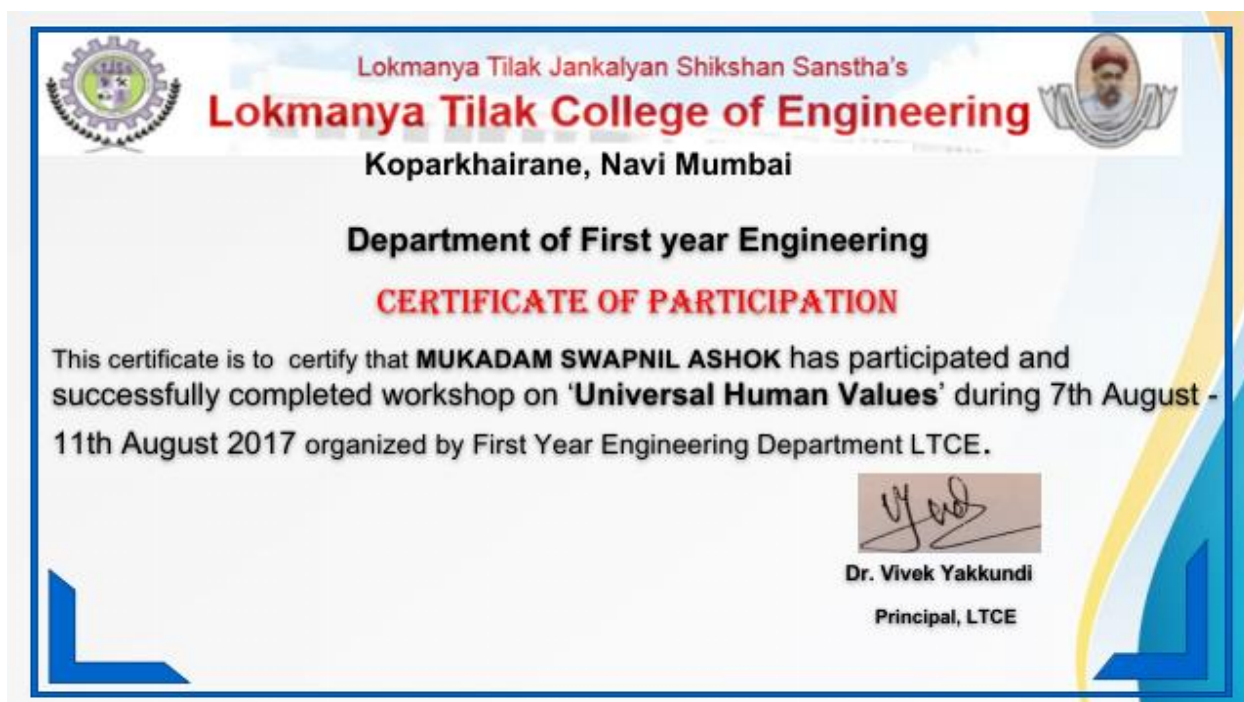 Lokmanya Tilak Jankalyan Shikshan Sanstha's
Lokmanya Tilak College of Engineering
Koparkhairane, Navi Mumbai
Department of First year Engineering
CERTIFICATE OF PARTICIPATION
This certificate is to certify that MUKADAM SWAPNIL ASHOK has participated and
successfully completed workshop on ‘Universal Human Values’ during 7th August -
11th August 2017 organized by First Year Engineering Department LTCE.
Dr. Vivek Yakkundi
Principal, LTCE